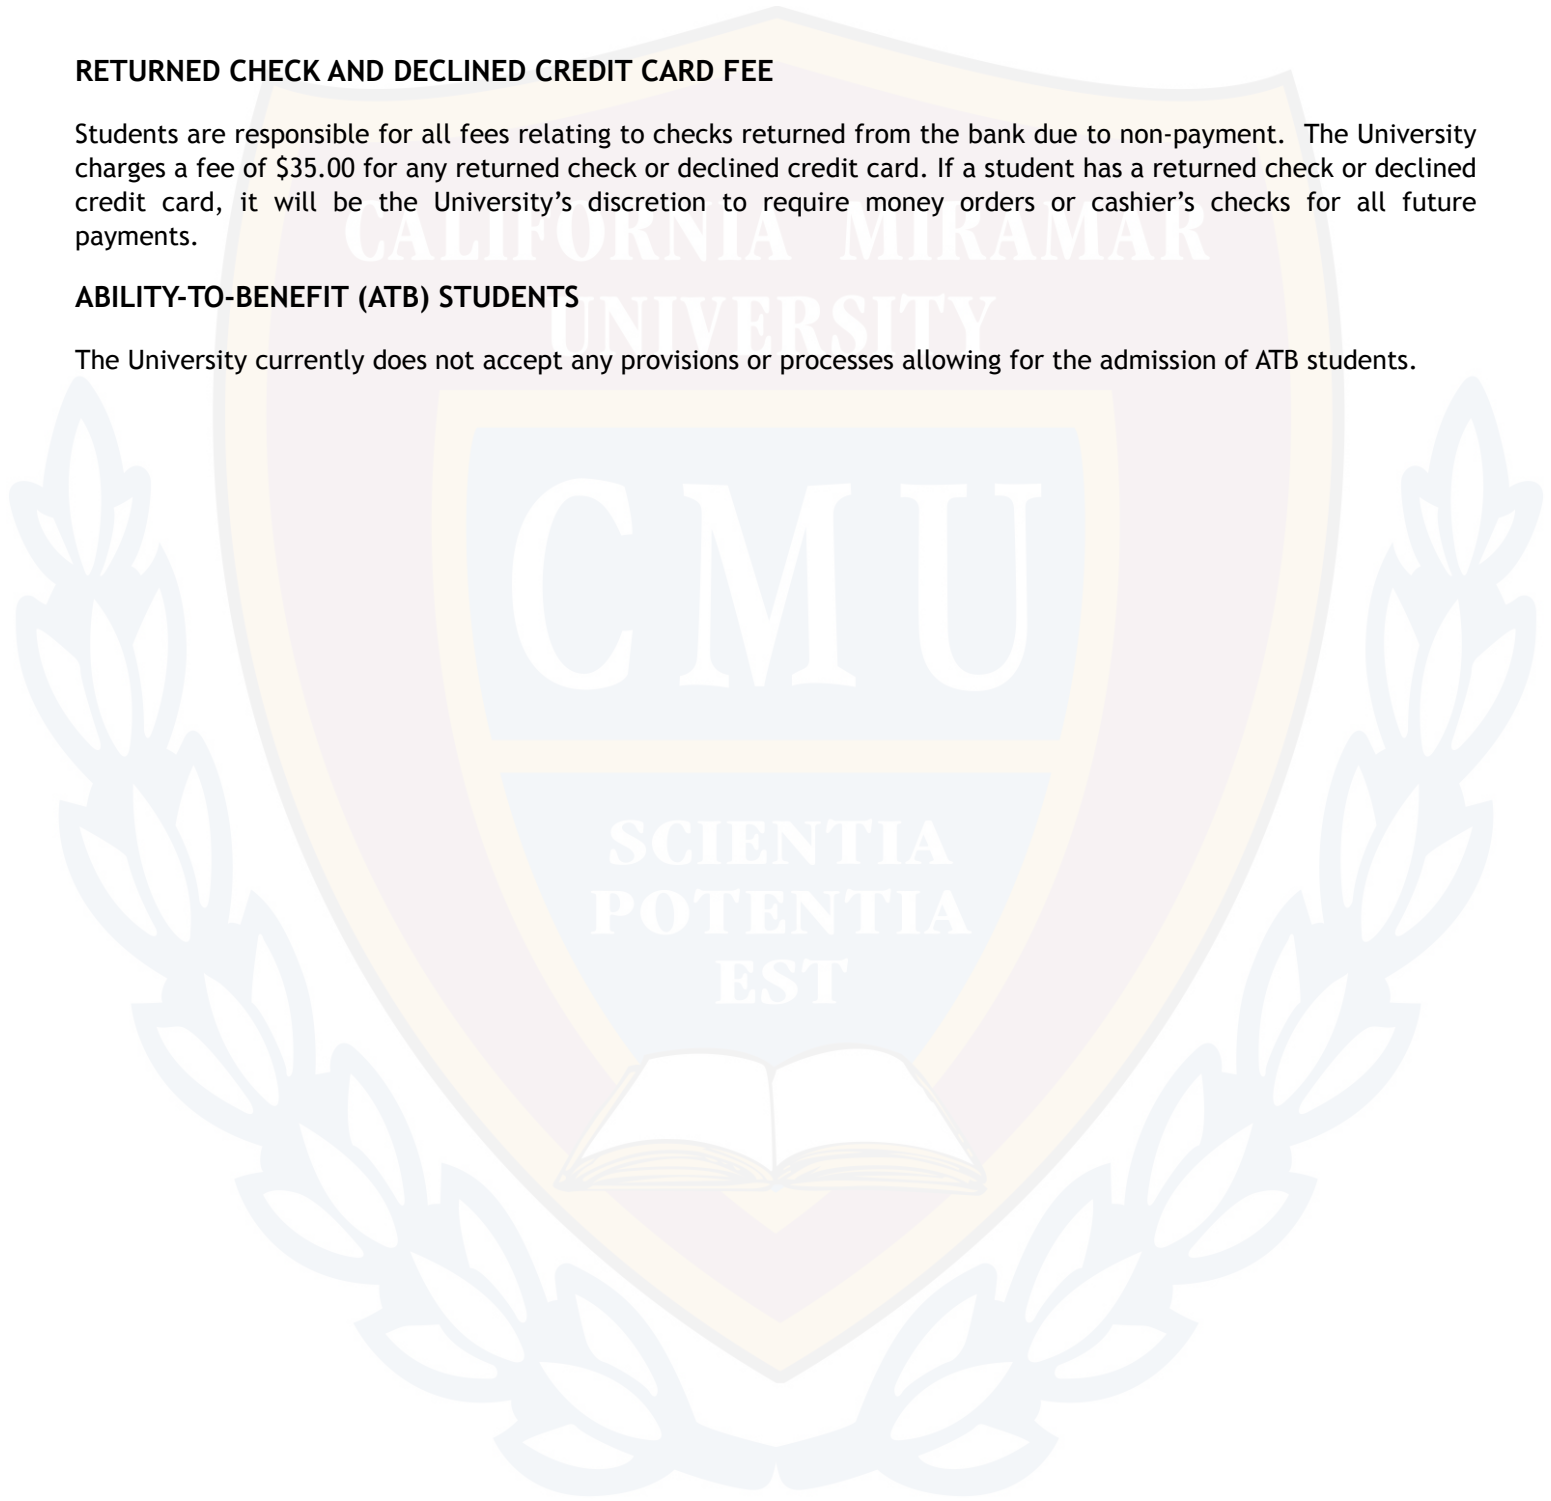 RETURNED CHECK AND DECLINED CREDIT CARD FEE
Students are responsible for all fees relating to checks returned from the bank due to non-payment.  The University
charges a fee of $35.00 for any returned check or declined credit card. If a student has a returned check or declined
credit card, it will be the University’s discretion to require money orders or cashier’s checks for all future
payments.
CALIFORNIA MIRAMAR
ABILITY-TO-BENEFIT (ATB) STUDENTS
UNIVERSITY
The University currently does not accept any provisions or processes allowing for the admission of ATB students.
CMU
SCIENTIA
POTENTIA
EST